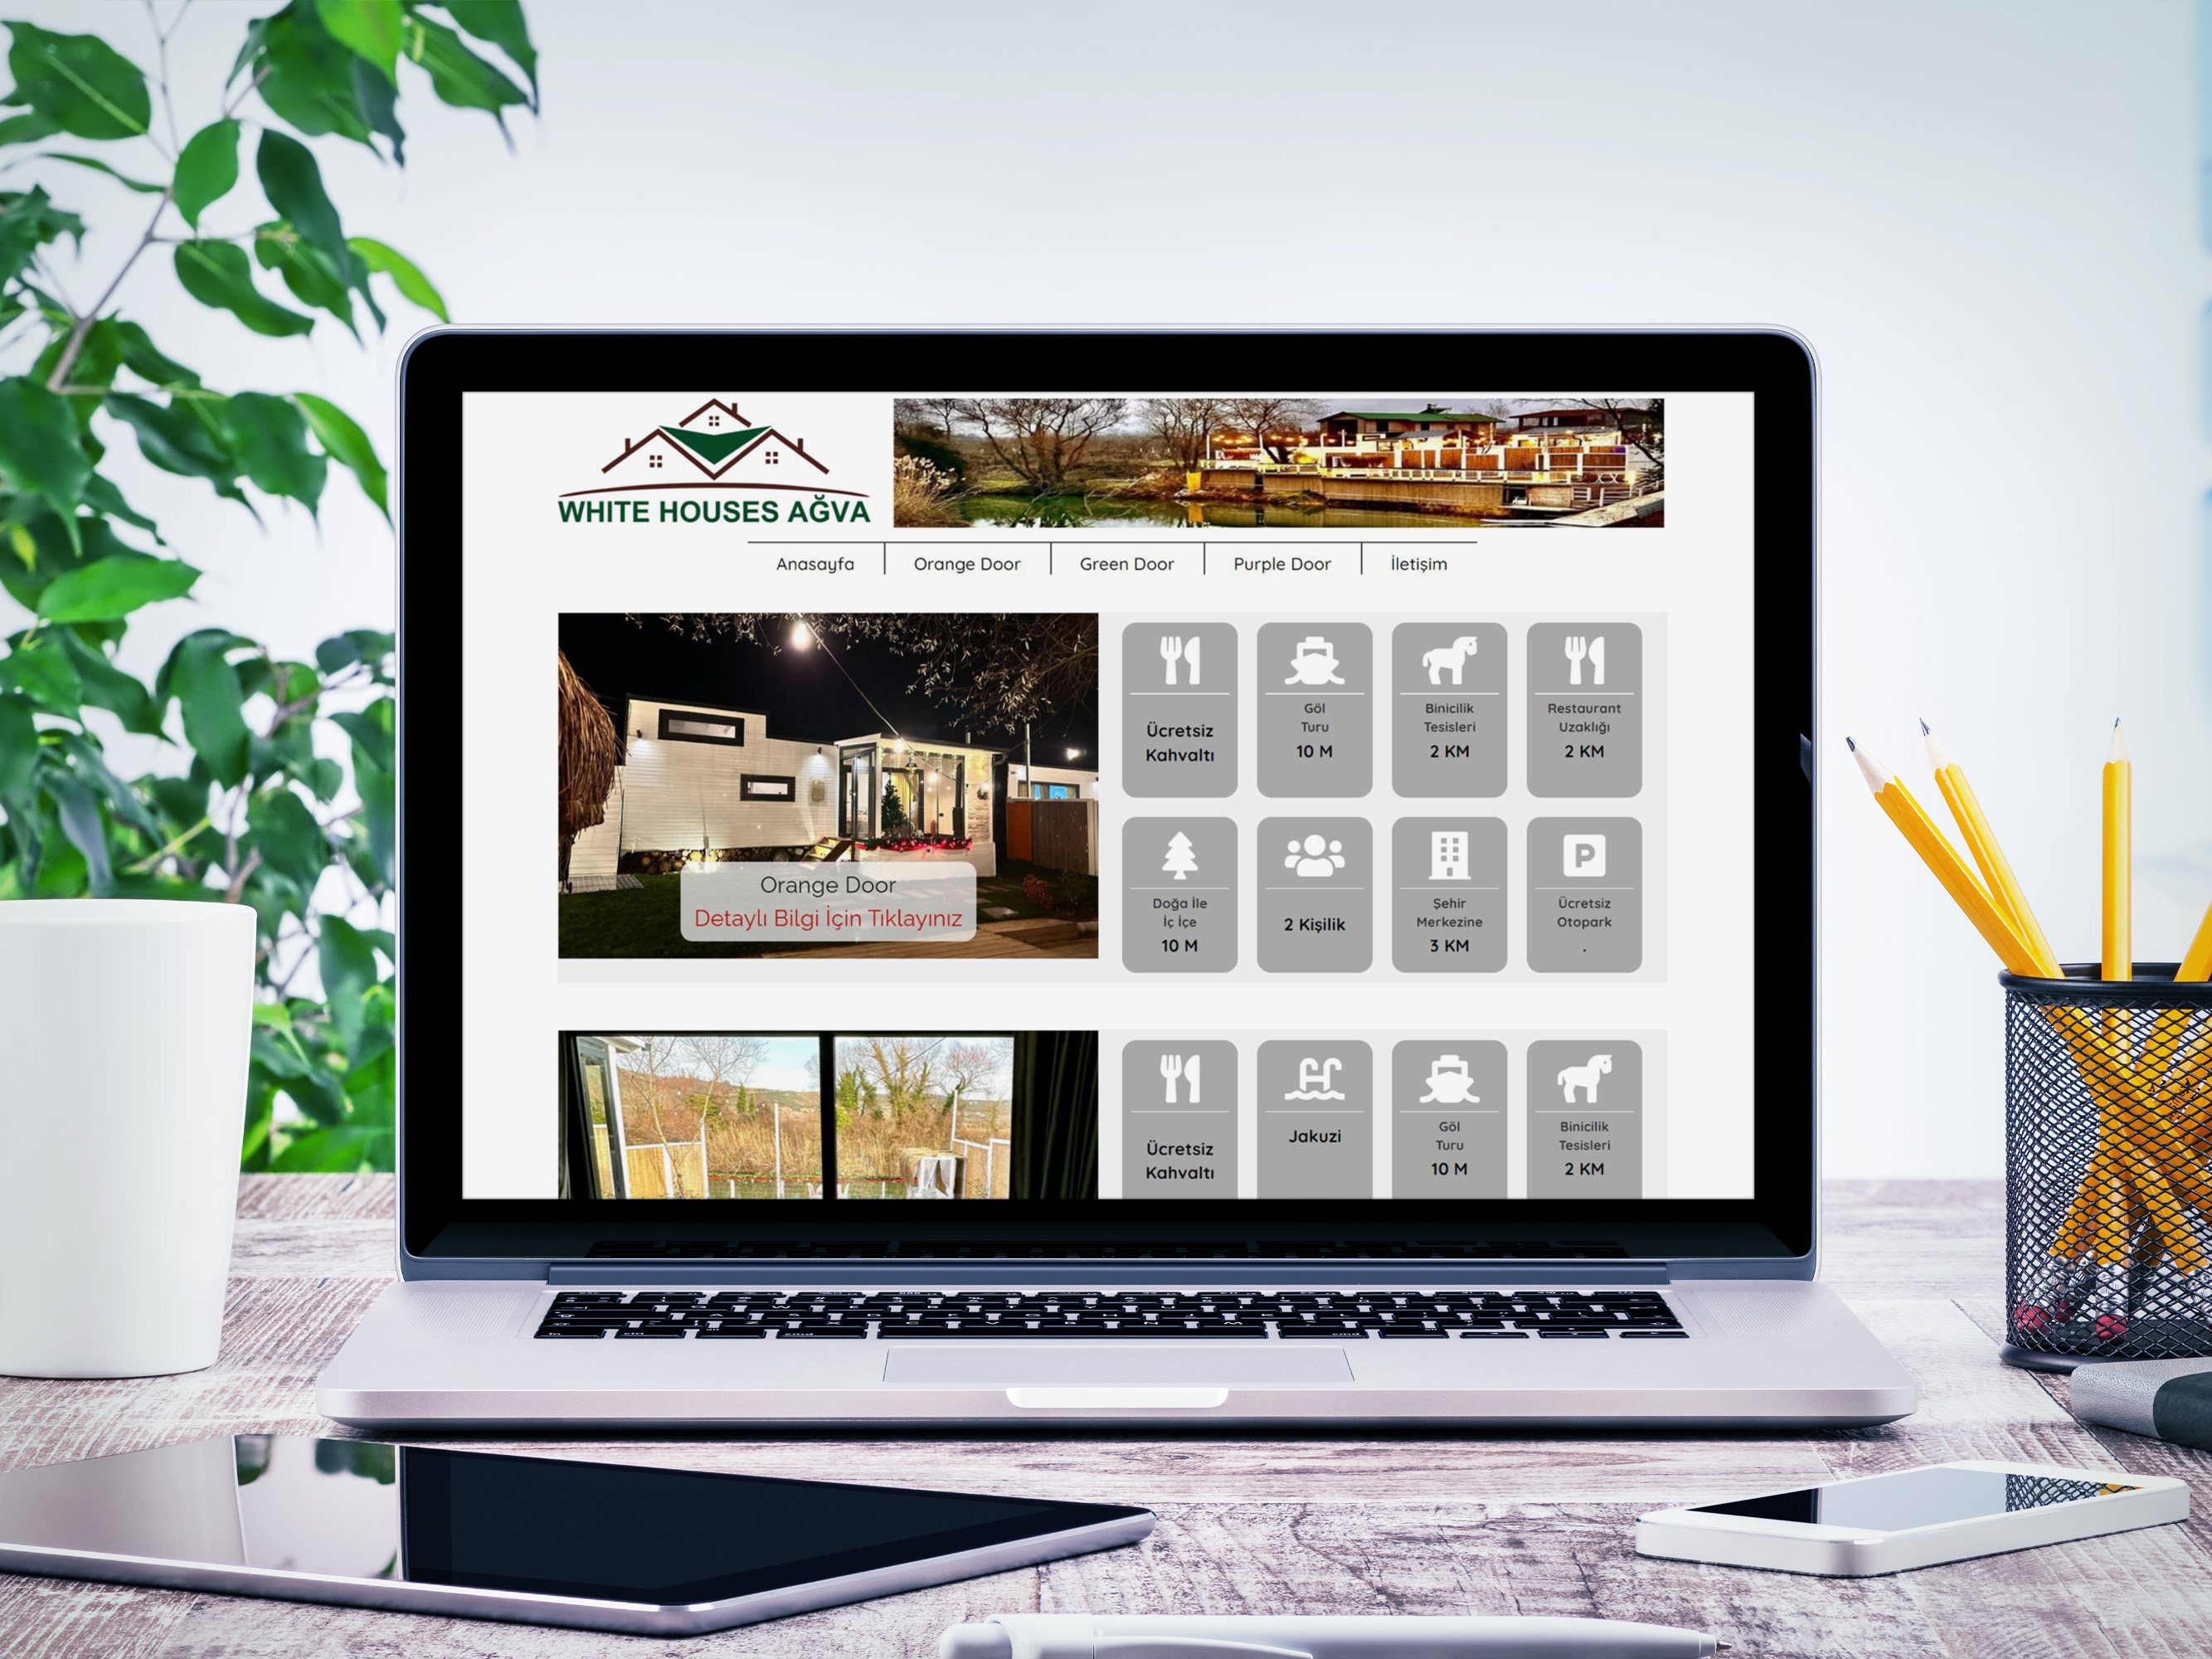 WHITE HOUSES AĞVA
Anasayfa
Orange Door
Green Door
Purple Door
İletişim
Orange Door
Detaylı Bilgi İçin Tıklayınız
Ücretsiz
Kahvaltı
Göl
Turu
10 M
Binicilik
Tesisleri
2 KM
Restaurant
Uzaklığı
2 KM
Doğa İle
İç İçe
10 M
2 Kişilik
Şehir
Merkezine
3 KM
P
Ücretsiz
Otopark
.
Ücretsiz
Kahvaltı
Jakuzi
Göl
Turu
10 M
Binicilik
Tesisleri
2 KM